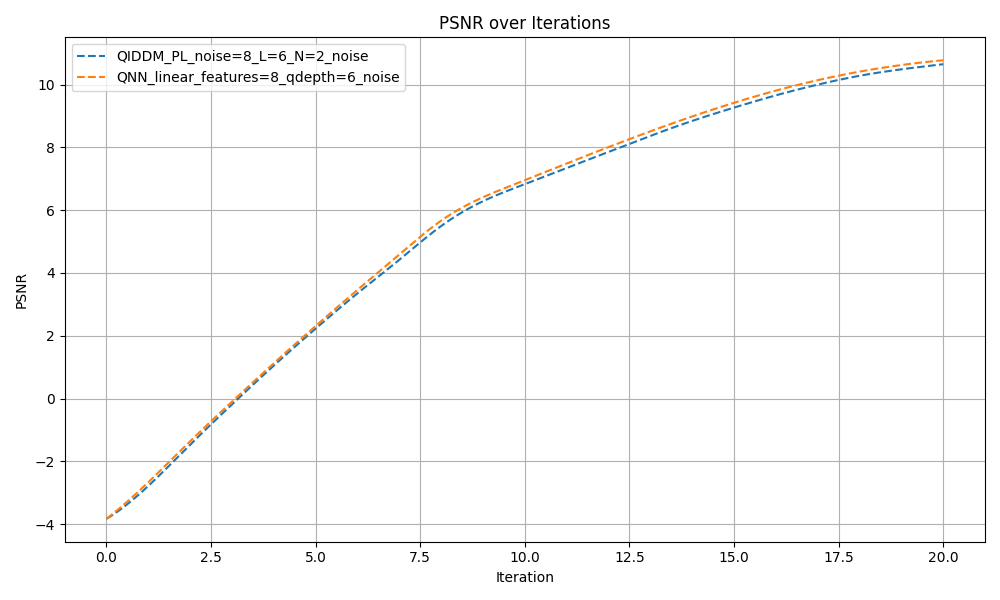 PSNR over Iterations
QIDDM_PL_noise=8_L=6_N=2_noise
QNN_linear_features=8_qdepth=6_noise
PSNR
10
8
6
4
2
0
−2
−4
0.0 2.5 5.0 7.5 10.0 12.5 15.0 17.5 20.0
Iteration